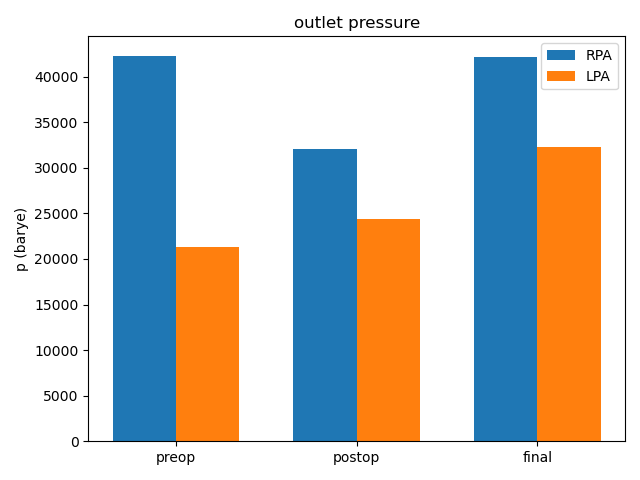 outlet pressure
RPA
LPA
p (barye)
40000
35000
30000
25000
20000
15000
10000
5000
0
preop
postop
final